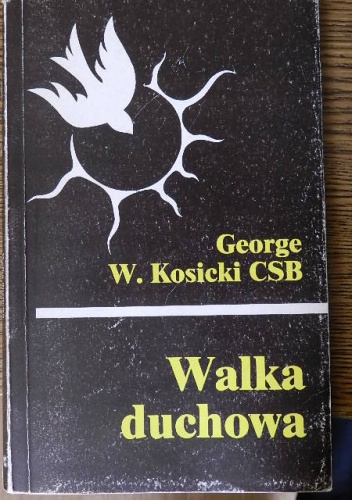 George
W. Kosicki CSB
Walka
duchowa